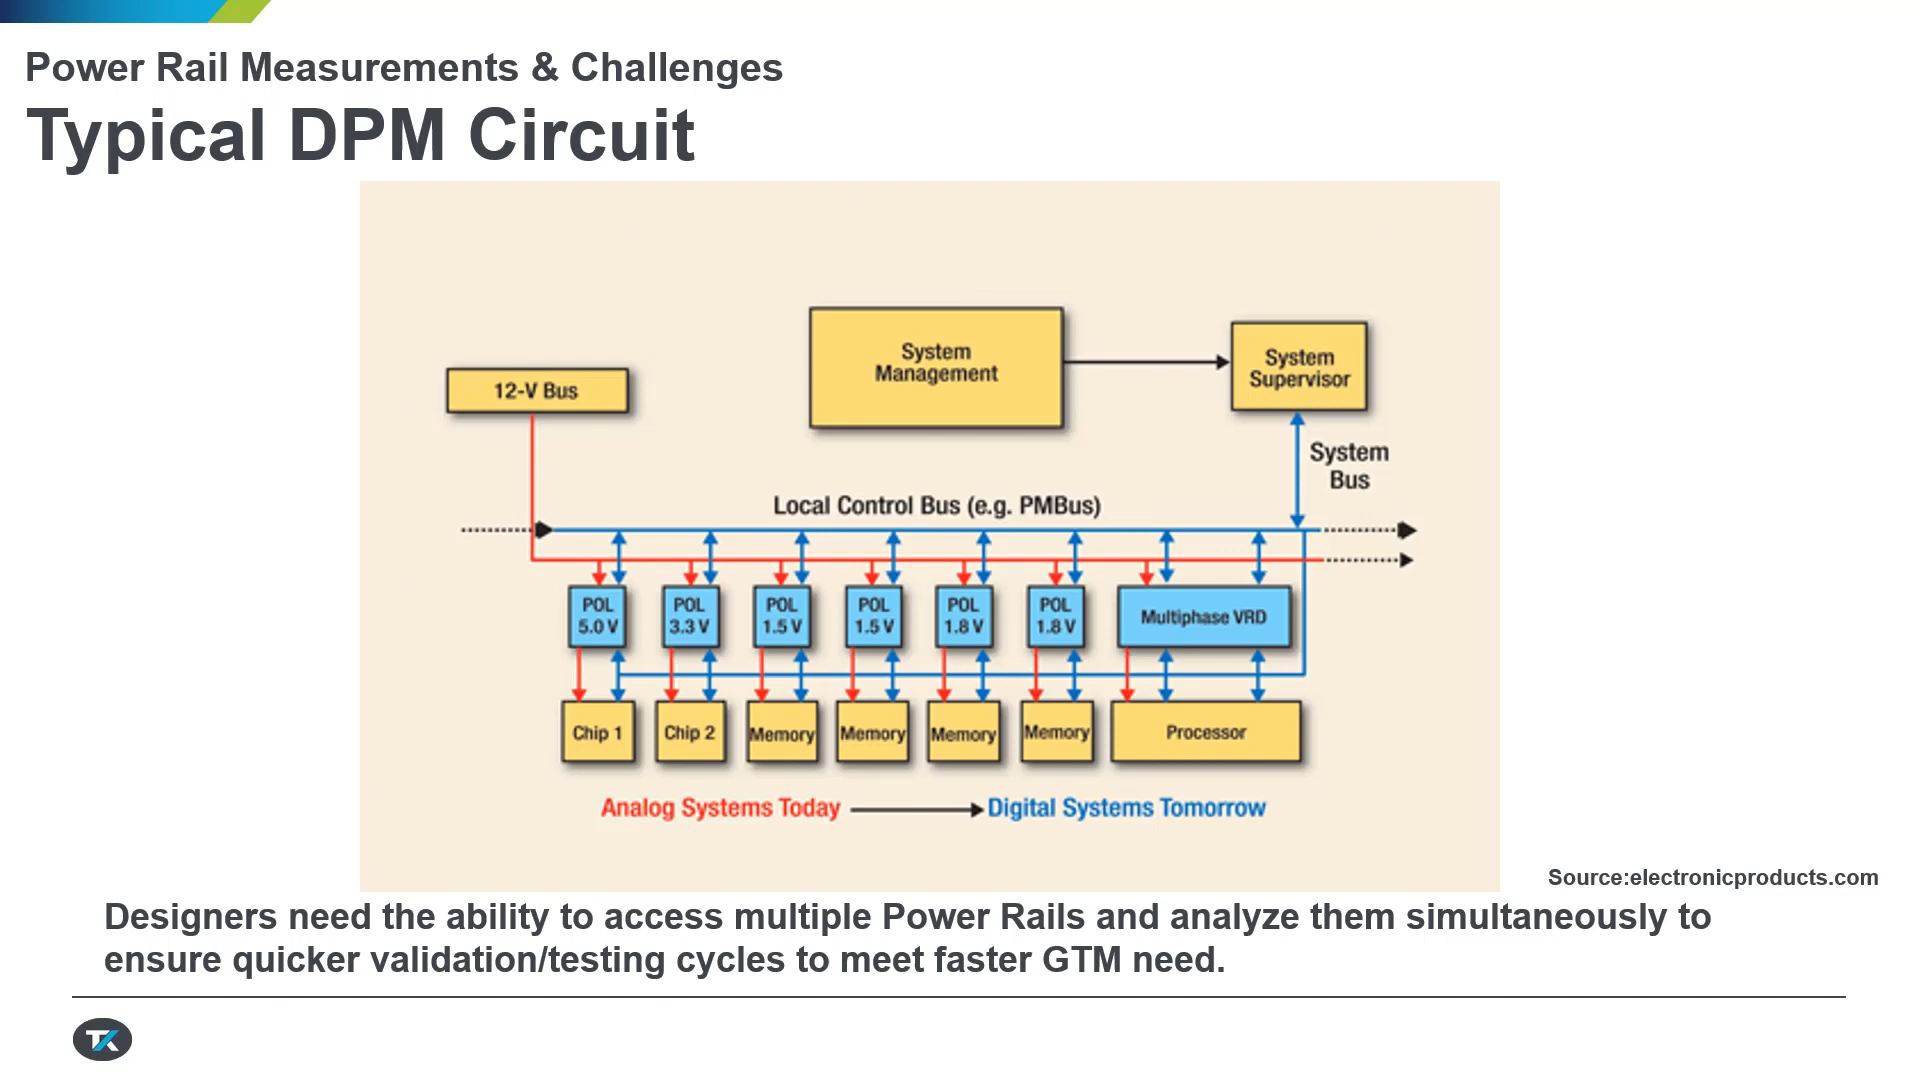 Power Rail Measurements & Challenges
Typical DPM Circuit
System
Management
System
Supervisor
12-V Bus
System
Bus
Local Control Bus (e.g. PMBus)
POL
5.0 V
POL
3.3 V
POL
1.5 V
POL
1.5 V
POL
1.8 V
POL
1.8 V
Multiphase VRD
Chip 1
Chip 2
Memory
Memory
Memory
Memory
Processor
Analog Systems Today
Digital Systems Tomorrow
Source:electronicproducts.com
Designers need the ability to access multiple Power Rails and analyze them simultaneously to
ensure quicker validation/testing cycles to meet faster GTM need.
TK